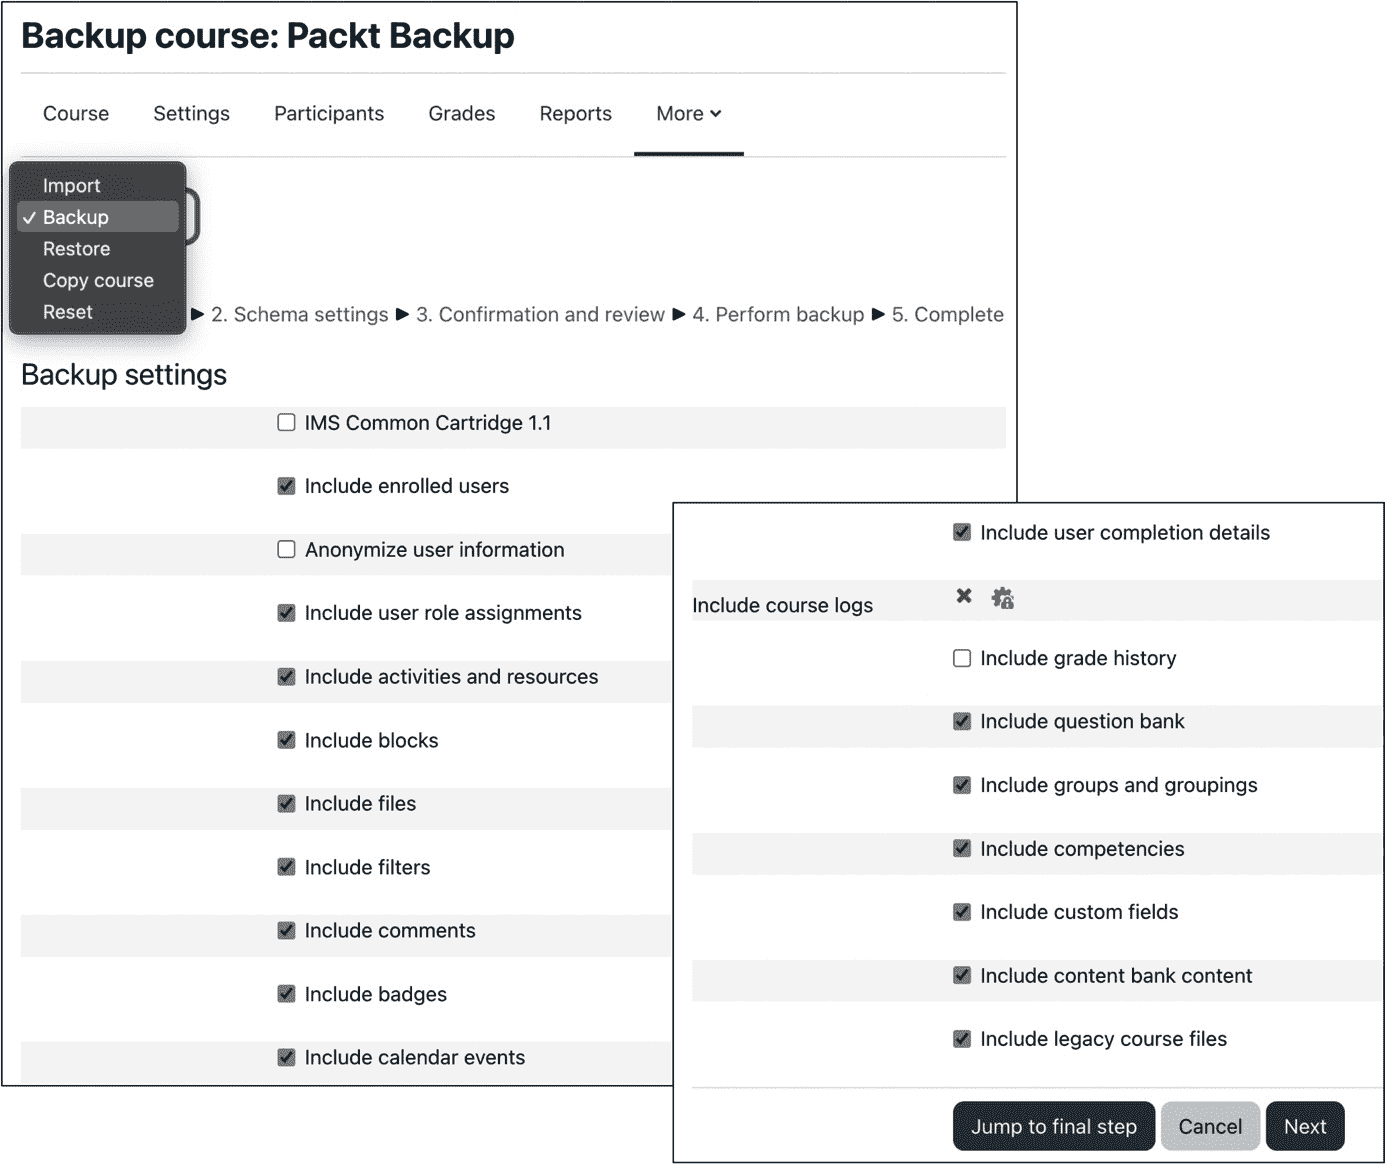 Backup course: Packt Backup
Course Settings Participants Grades Reports More
Import
Backup
Restore
Copy course
Reset
2. Schema settings ► 3. Confirmation and review ► 4. Perform backup ► 5. Complete
Backup settings
IMS Common Cartridge 1.1
Include enrolled users
Anonymize user information
Include user role assignments
Include activities and resources
Include blocks
Include files
Include filters
Include comments
Include badges
Include calendar events
Include user completion details
Include course logs
Include grade history
Include question bank
Include groups and groupings
Include competencies
Include custom fields
Include content bank content
Include legacy course files
Jump to final step Cancel Next